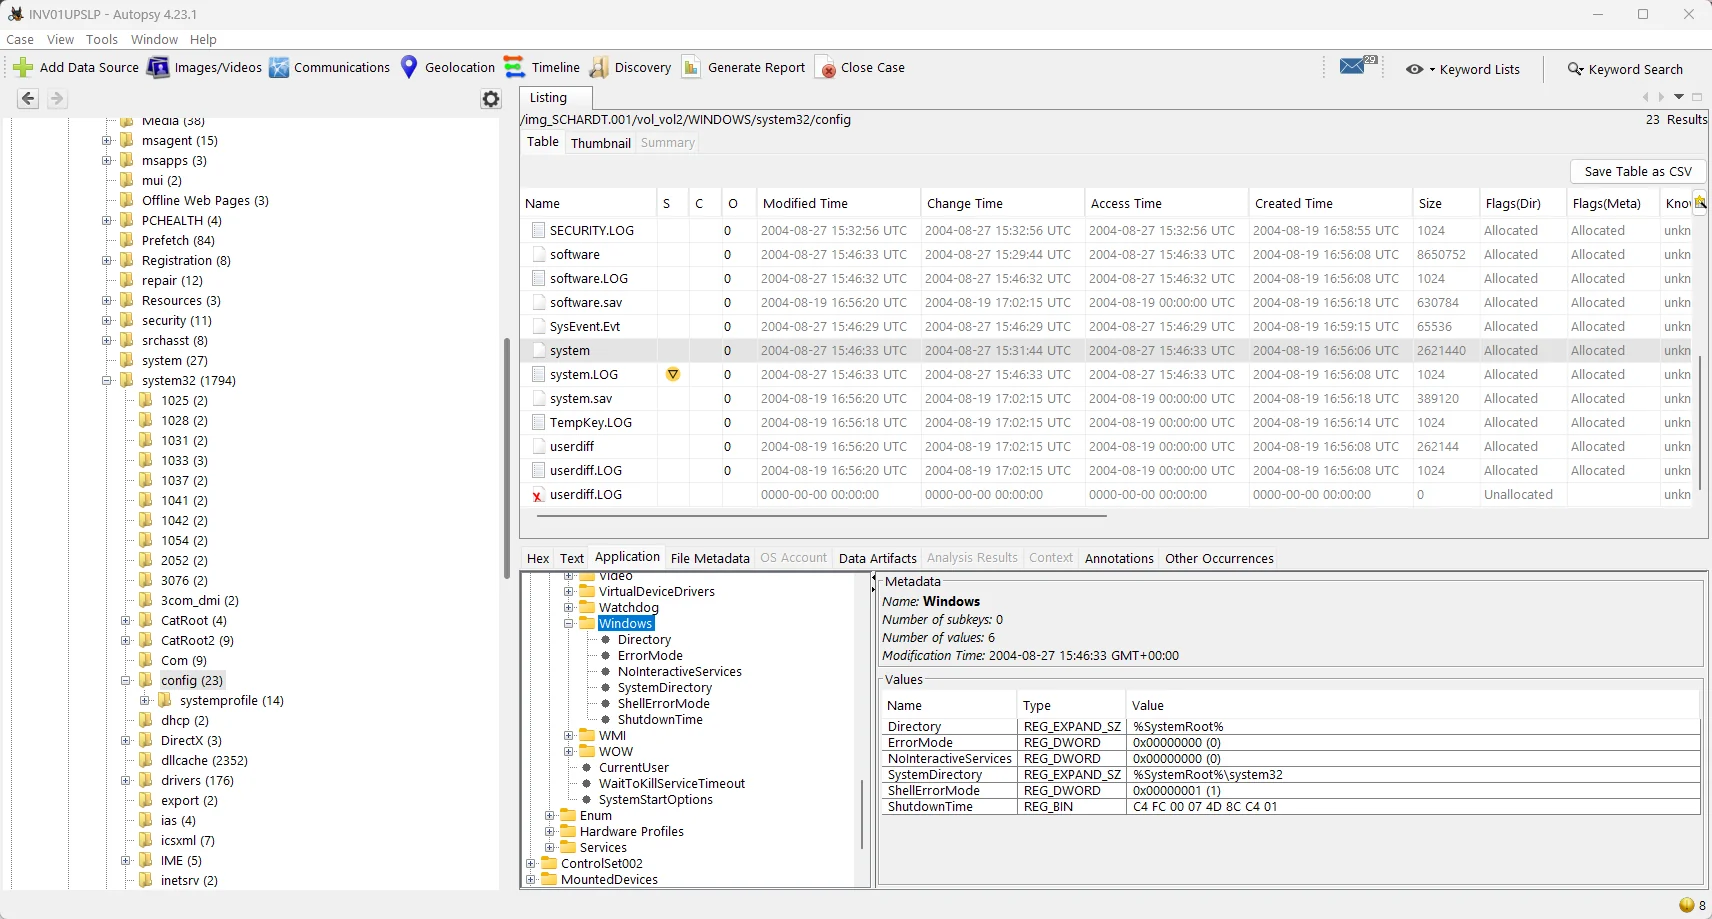 INV01UPSLP - Autopsy 4.23.1
Case View Tools Window Help
Add Data Source Images/Videos Communications Geolocation Timeline Discovery Generate Report Close Case 29 Keyword Lists Keyword Search
Media (38)
msagent (15)
msapps (3)
mui (2)
Offline Web Pages (3)
PCHEALTH (4)
Prefetch (84)
Registration (8)
repair (12)
Resources (3)
security (11)
srchasst (8)
system (27)
system32 (1794)
1025 (2)
1028 (2)
1031 (2)
1033 (3)
1037 (2)
1041 (2)
1042 (2)
1054 (2)
2052 (2)
3076 (2)
3com_dmi (2)
CatRoot (4)
CatRoot2 (9)
Com (9)
config (23)
systemprofile (14)
dhcp (2)
DirectX (3)
dllcache (2352)
drivers (176)
export (2)
ias (4)
icsxml (7)
IME (5)
inetsrv (2)
Listing
/img_SCHARDT.001/vol_vol2/WINDOWS/system32/config 23 Results
Table Thumbnail Summary
Save Table as CSV
Name S C O Modified Time Change Time Access Time Created Time Size Flags(Dir) Flags(Meta) Kno
SECURITY.LOG 0 2004-08-27 15:32:56 UTC 2004-08-27 15:32:56 UTC 2004-08-27 15:32:56 UTC 2004-08-19 16:58:55 UTC 1024 Allocated Allocated unkn
software 0 2004-08-27 15:46:33 UTC 2004-08-27 15:29:44 UTC 2004-08-27 15:46:33 UTC 2004-08-19 16:56:08 UTC 8650752 Allocated Allocated unkn
software.LOG 0 2004-08-27 15:46:33 UTC 2004-08-27 15:46:33 UTC 2004-08-27 15:46:33 UTC 2004-08-19 16:56:08 UTC 1024 Allocated Allocated unkn
software.sav 0 2004-08-19 16:56:20 UTC 2004-08-19 17:02:15 UTC 2004-08-19 00:00:00 UTC 2004-08-19 16:56:18 UTC 630784 Allocated Allocated unkn
SysEvent.Evt 0 2004-08-27 15:46:29 UTC 2004-08-27 15:46:29 UTC 2004-08-27 15:46:29 UTC 2004-08-19 16:59:15 UTC 65536 Allocated Allocated unkn
system 0 2004-08-27 15:46:33 UTC 2004-08-27 15:31:44 UTC 2004-08-27 15:46:33 UTC 2004-08-19 16:56:06 UTC 2621440 Allocated Allocated unkn
system.LOG 0 2004-08-27 15:46:33 UTC 2004-08-27 15:46:33 UTC 2004-08-27 15:46:33 UTC 2004-08-19 16:56:08 UTC 1024 Allocated Allocated unkn
system.sav 0 2004-08-19 16:56:20 UTC 2004-08-19 17:02:15 UTC 2004-08-19 00:00:00 UTC 2004-08-19 16:56:18 UTC 389120 Allocated Allocated unkn
TempKey.LOG 0 2004-08-19 16:56:18 UTC 2004-08-19 17:02:15 UTC 2004-08-19 00:00:00 UTC 2004-08-19 16:56:14 UTC 1024 Allocated Allocated unkn
userdiff 0 2004-08-19 16:56:20 UTC 2004-08-19 17:02:15 UTC 2004-08-19 00:00:00 UTC 2004-08-19 16:56:08 UTC 262144 Allocated Allocated unkn
userdiff.LOG 0 2004-08-19 16:56:20 UTC 2004-08-19 17:02:15 UTC 2004-08-19 00:00:00 UTC 2004-08-19 16:56:08 UTC 1024 Allocated Allocated unkn
userdiff.LOG 0000-00-00 00:00:00 0000-00-00 00:00:00 0000-00-00 00:00:00 0000-00-00 00:00:00 0 Unallocated unkn
Hex Text Application File Metadata OS Account Data Artifacts Analysis Results Context Annotations Other Occurrences
Video
VirtualDeviceDrivers
Watchdog
Windows
Directory
ErrorMode
NoInteractiveServices
SystemDirectory
ShellErrorMode
ShutdownTime
WMI
WOW
CurrentUser
WaitToKillServiceTimeout
SystemStartOptions
Enum
Hardware Profiles
Services
ControlSet002
MountedDevices
Metadata
Name: Windows
Number of subkeys: 0
Number of values: 6
Modification Time: 2004-08-27 15:46:33 GMT+00:00
Values
Name Type Value
Directory REG_EXPAND_SZ %SystemRoot%
ErrorMode REG_DWORD 0x00000000 (0)
NoInteractiveServices REG_DWORD 0x00000000 (0)
SystemDirectory REG_EXPAND_SZ %SystemRoot%\system32
ShellErrorMode REG_DWORD 0x00000001 (1)
ShutdownTime REG_BIN C4 FC 00 07 4D 8C C4 01
8